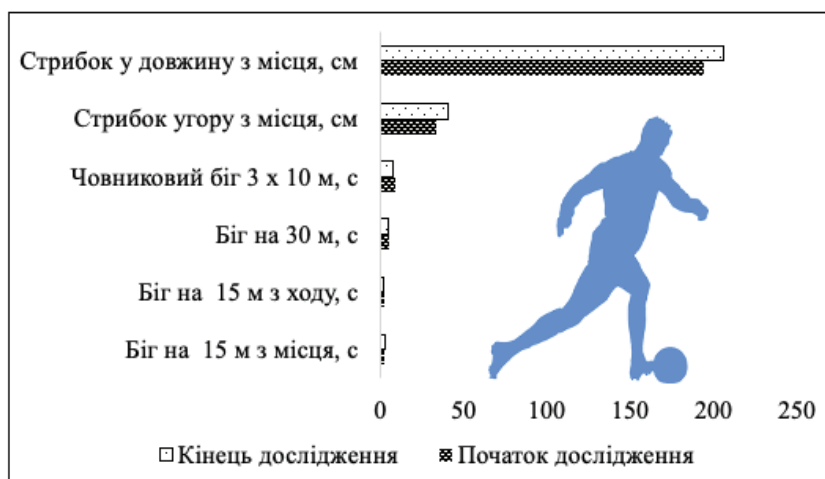 Стрибок у довжину з місця, см
Стрибок угору з місця, см
Човниковий біг 3 х 10 м, с
Біг на 30 м, с
Біг на  15 м з ходу, с
Біг на  15 м з місця, с
0 50 100 150 200 250
Кінець дослідження Початок дослідження